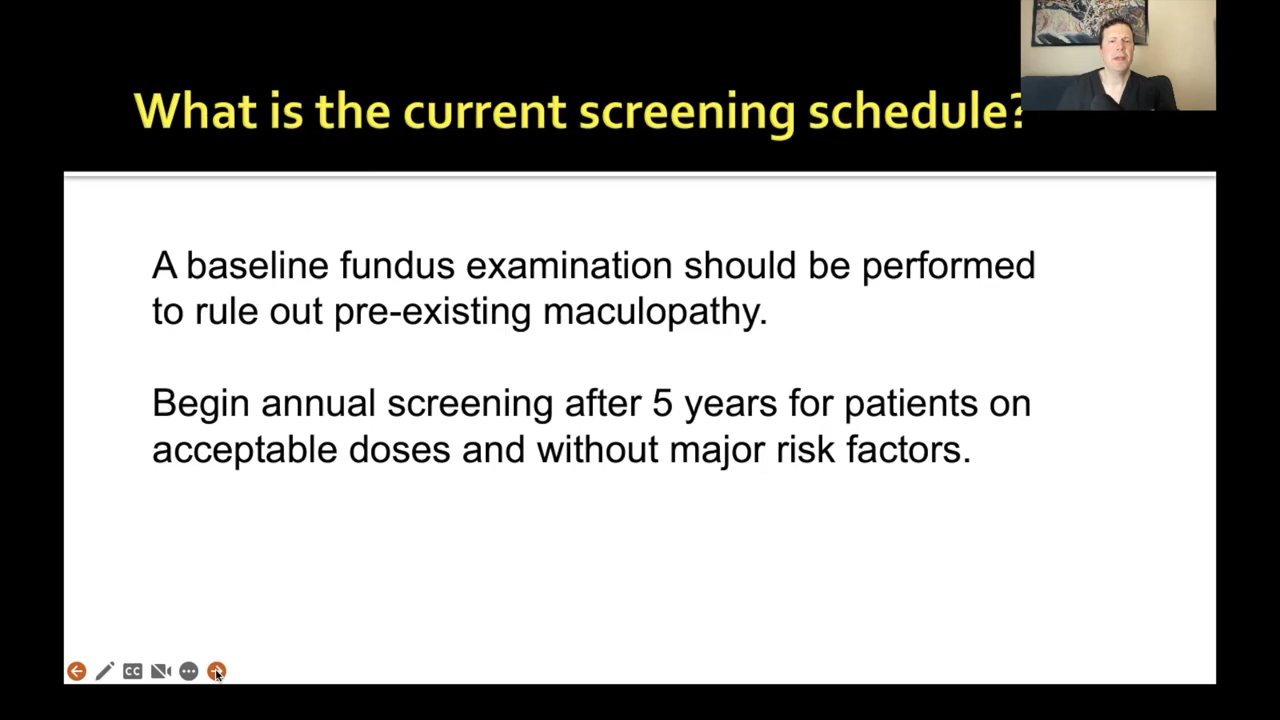 What is the current screening schedule?
A baseline fundus examination should be performed
to rule out pre-existing maculopathy.
Begin annual screening after 5 years for patients on
acceptable doses and without major risk factors.
CC